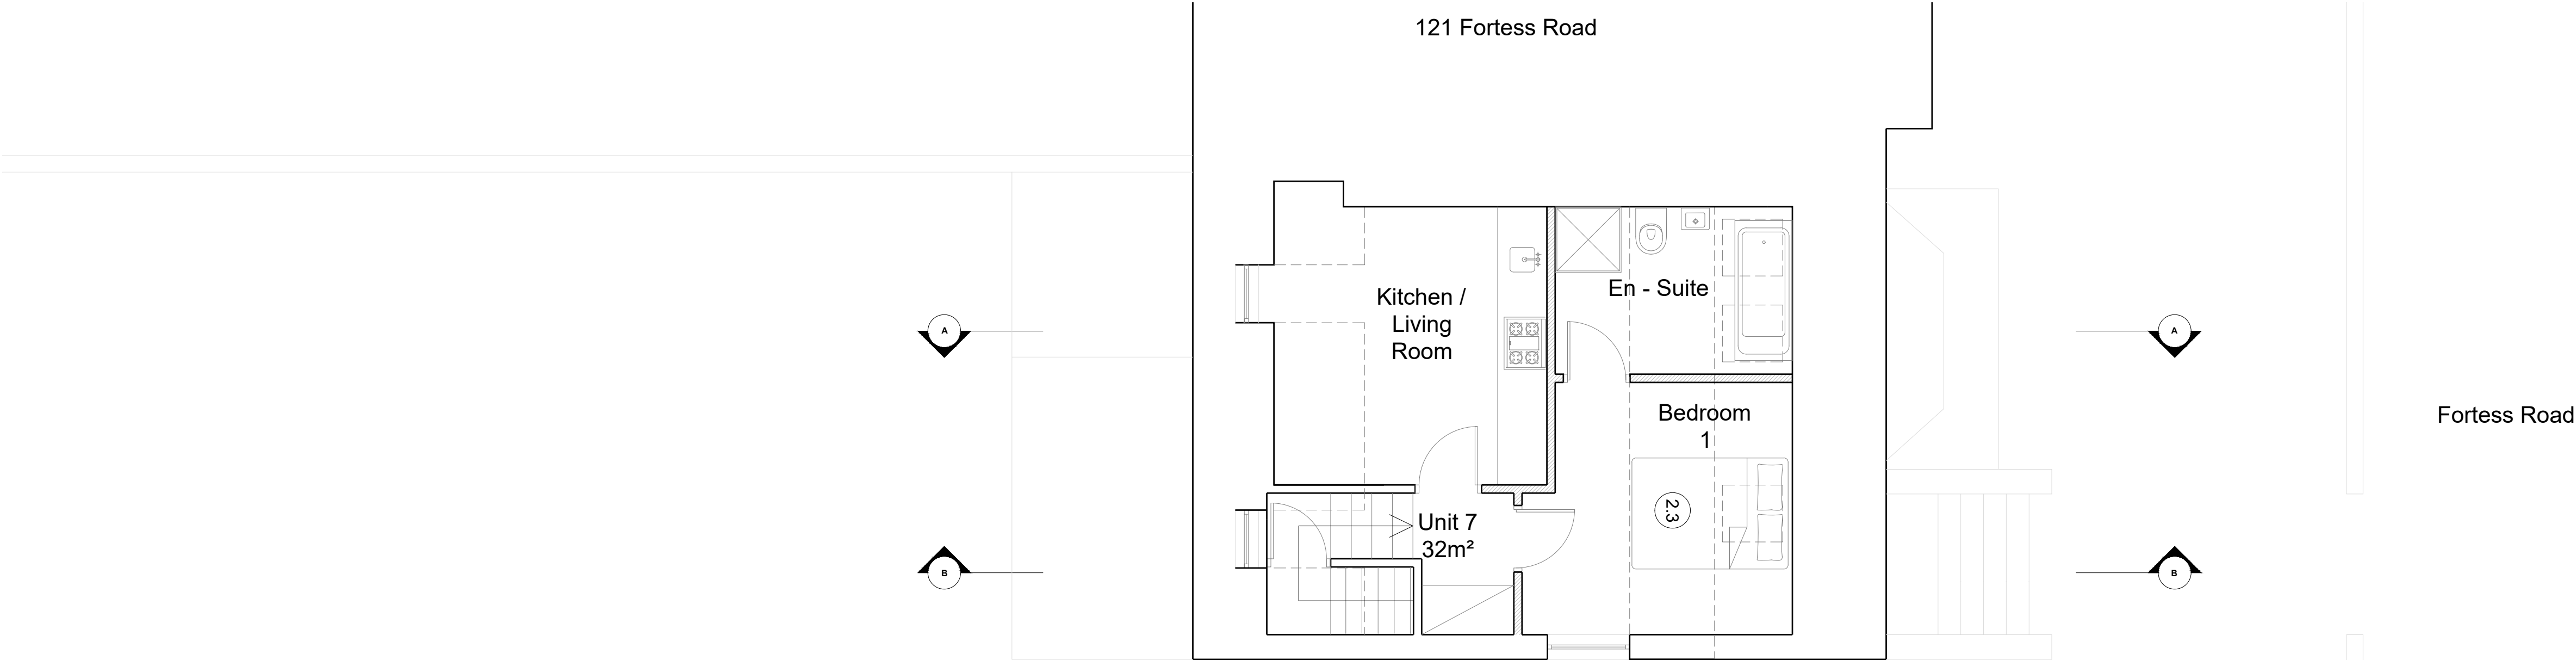 121 Fortess Road
Kitchen /
Living
Room
En - Suite
A
A
Bedroom
1
Fortess Road
2.3
Unit 7
32m²
B
B